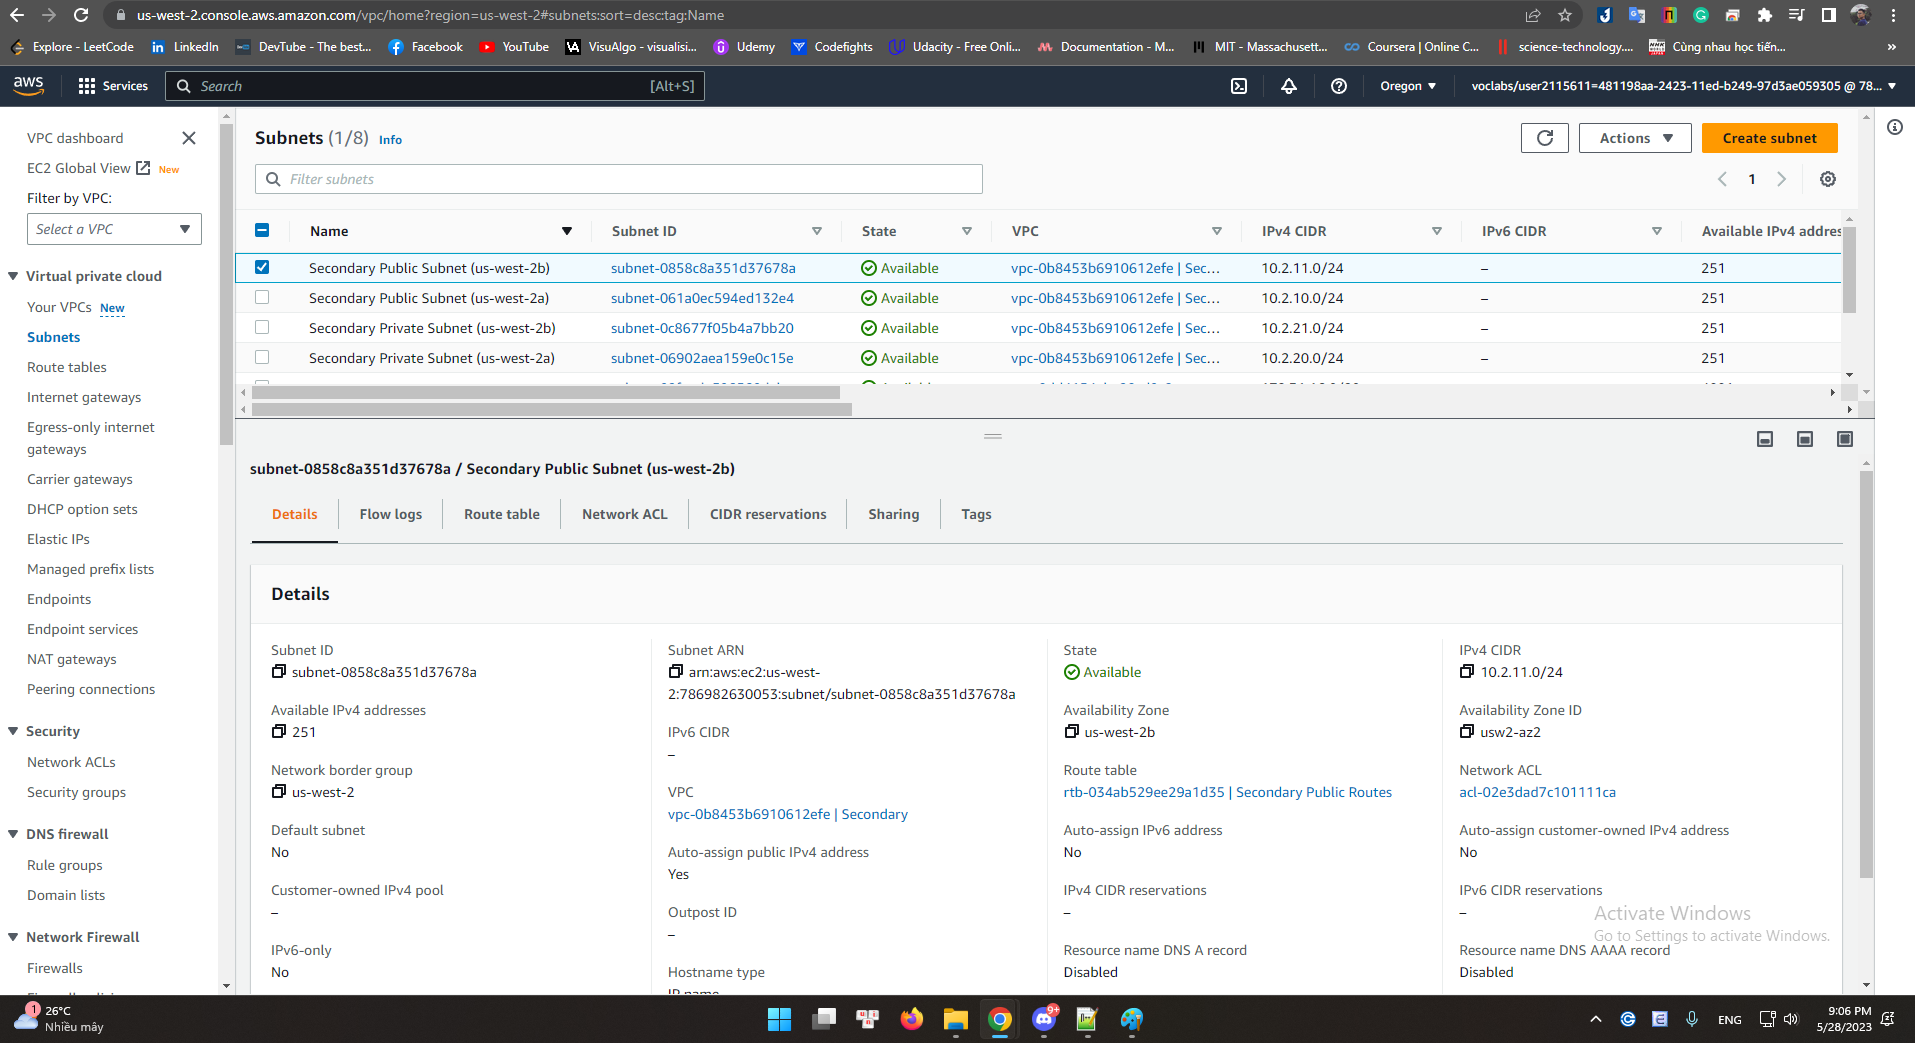 us-west-2.console.aws.amazon.com/vpc/home?region=us-west-2#subnets:sort=desc:tag:Name
Explore - LeetCode
LinkedIn
DevTube - The best...
Facebook
YouTube
VisuAlgo - visualisi...
Udemy
Codefights
Udacity - Free Onli...
Documentation - M...
MIT - Massachusett...
Coursera | Online C...
science-technology....
Cùng nhau học tiến...
»
aws
Services
Search
[Alt+S]
Oregon
voclabs/user2115611=481198aa-2423-11ed-b249-97d3ae059305 @ 78...
VPC dashboard
EC2 Global View New
Filter by VPC:
Select a VPC
Virtual private cloud
Your VPCs New
Subnets
Route tables
Internet gateways
Egress-only internet
gateways
Carrier gateways
DHCP option sets
Elastic IPs
Managed prefix lists
Endpoints
Endpoint services
NAT gateways
Peering connections
Security
Network ACLs
Security groups
DNS firewall
Rule groups
Domain lists
Network Firewall
Firewalls
Subnets (1/8) Info
Actions
Create subnet
Filter subnets
1
Name Subnet ID State VPC IPv4 CIDR IPv6 CIDR Available IPv4 addres
Secondary Public Subnet (us-west-2b) subnet-0858c8a351d37678a Available vpc-0b8453b6910612efe | Sec... 10.2.11.0/24 – 251
Secondary Public Subnet (us-west-2a) subnet-061a0ec594ed132e4 Available vpc-0b8453b6910612efe | Sec... 10.2.10.0/24 – 251
Secondary Private Subnet (us-west-2b) subnet-0c8677f05b4a7bb20 Available vpc-0b8453b6910612efe | Sec... 10.2.21.0/24 – 251
Secondary Private Subnet (us-west-2a) subnet-06902aea159e0c15e Available vpc-0b8453b6910612efe | Sec... 10.2.20.0/24 – 251
subnet-0858c8a351d37678a / Secondary Public Subnet (us-west-2b)
Details
Flow logs
Route table
Network ACL
CIDR reservations
Sharing
Tags
Details
Subnet ID
subnet-0858c8a351d37678a
Available IPv4 addresses
251
Network border group
us-west-2
Default subnet
No
Customer-owned IPv4 pool
–
IPv6-only
No
Subnet ARN
arn:aws:ec2:us-west-
2:786982630053:subnet/subnet-0858c8a351d37678a
IPv6 CIDR
–
VPC
vpc-0b8453b6910612efe | Secondary
Auto-assign public IPv4 address
Yes
Outpost ID
–
Hostname type
IP name
State
Available
Availability Zone
us-west-2b
Route table
rtb-034ab529ee29a1d35 | Secondary Public Routes
Auto-assign IPv6 address
No
IPv4 CIDR reservations
–
Resource name DNS A record
Disabled
IPv4 CIDR
10.2.11.0/24
Availability Zone ID
usw2-az2
Network ACL
acl-02e3dad7c101111ca
Auto-assign customer-owned IPv4 address
No
IPv6 CIDR reservations
–
Resource name DNS AAAA record
Disabled
Activate Windows
Go to Settings to activate Windows.
1
26°C
Nhiều mây
9+
ENG
9:06 PM
5/28/2023